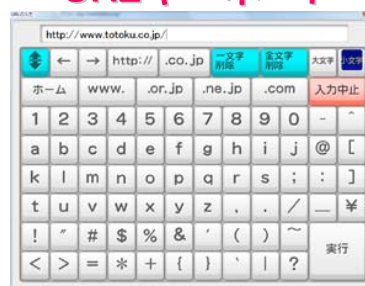 http://www.totoku.co.jp/
← → http:// .co.jp 一文字削除 全文字削除 大文字 小文字
ホーム www. .or.jp .ne.jp .com 入力中止
1 2 3 4 5 6 7 8 9 0 - ^
a b c d e f g h i j @ [
k l m n o p q r s ; : ]
t u v w x y z , . / _ ¥
! " # $ % & ' ( ) ~
実行
< > = * + { } ` | ?